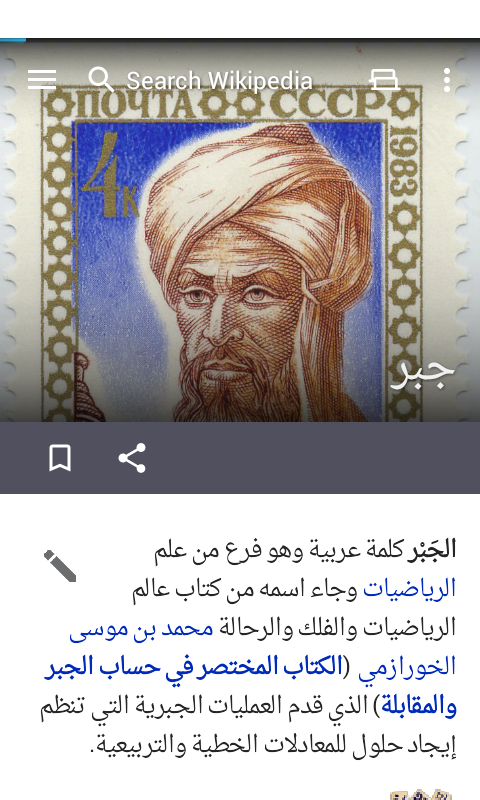 Search Wikipedia
ПОЧТА СССР
1983
4к
جبر
الجَبْر كلمة عربية وهو فرع من علم
الرياضيات وجاء اسمه من كتاب عالم
الرياضيات والفلك والرحالة محمد بن موسى
الخورازمي (الكتاب المختصر في حساب الجبر
والمقابلة) الذي قدم العمليات الجبرية التي تنظم
إيجاد حلول للمعادلات الخطية والتربيعية.